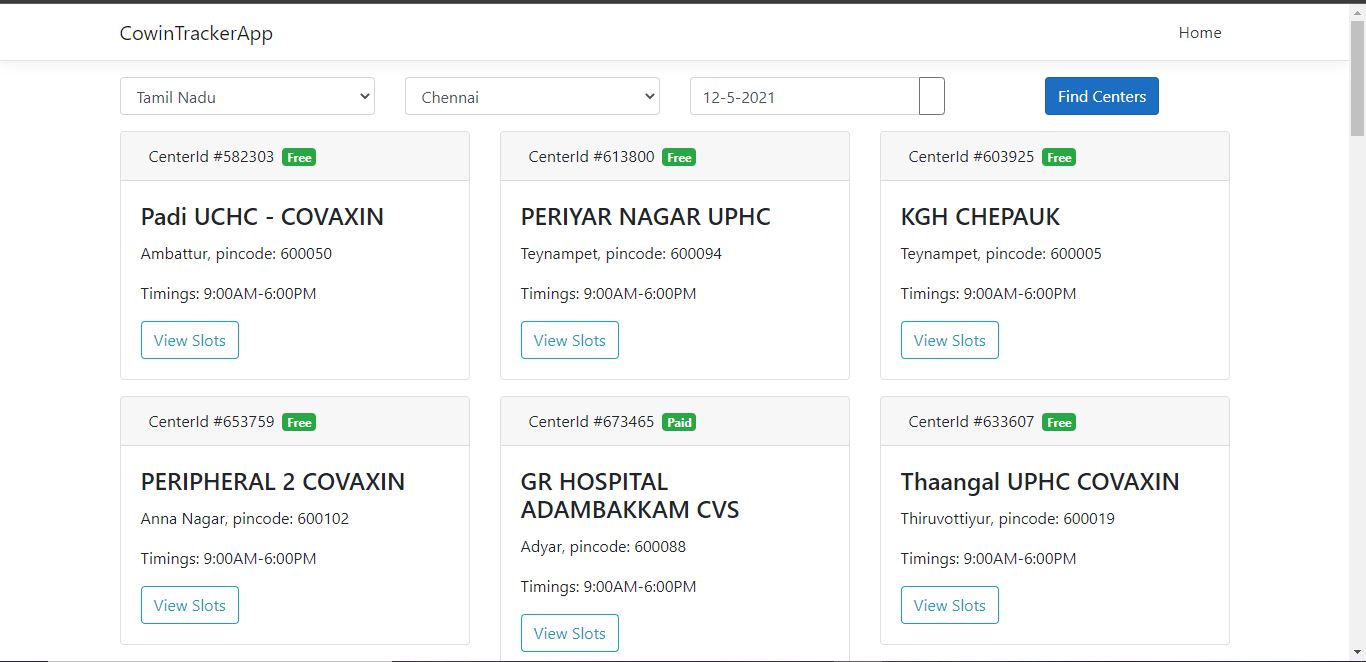 CowinTrackerApp
Home
Tamil Nadu
Chennai
12-5-2021
Find Centers
CenterId #582303 Free
Padi UCHC - COVAXIN
Ambattur, pincode: 600050
Timings: 9:00AM-6:00PM
View Slots
CenterId #613800 Free
PERIYAR NAGAR UPHC
Teynampet, pincode: 600094
Timings: 9:00AM-6:00PM
View Slots
CenterId #603925 Free
KGH CHEPAUK
Teynampet, pincode: 600005
Timings: 9:00AM-6:00PM
View Slots
CenterId #653759 Free
PERIPHERAL 2 COVAXIN
Anna Nagar, pincode: 600102
Timings: 9:00AM-6:00PM
View Slots
CenterId #673465 Paid
GR HOSPITAL
ADAMBAKKAM CVS
Adyar, pincode: 600088
Timings: 9:00AM-6:00PM
View Slots
CenterId #633607 Free
Thaangal UPHC COVAXIN
Thiruvottiyur, pincode: 600019
Timings: 9:00AM-6:00PM
View Slots